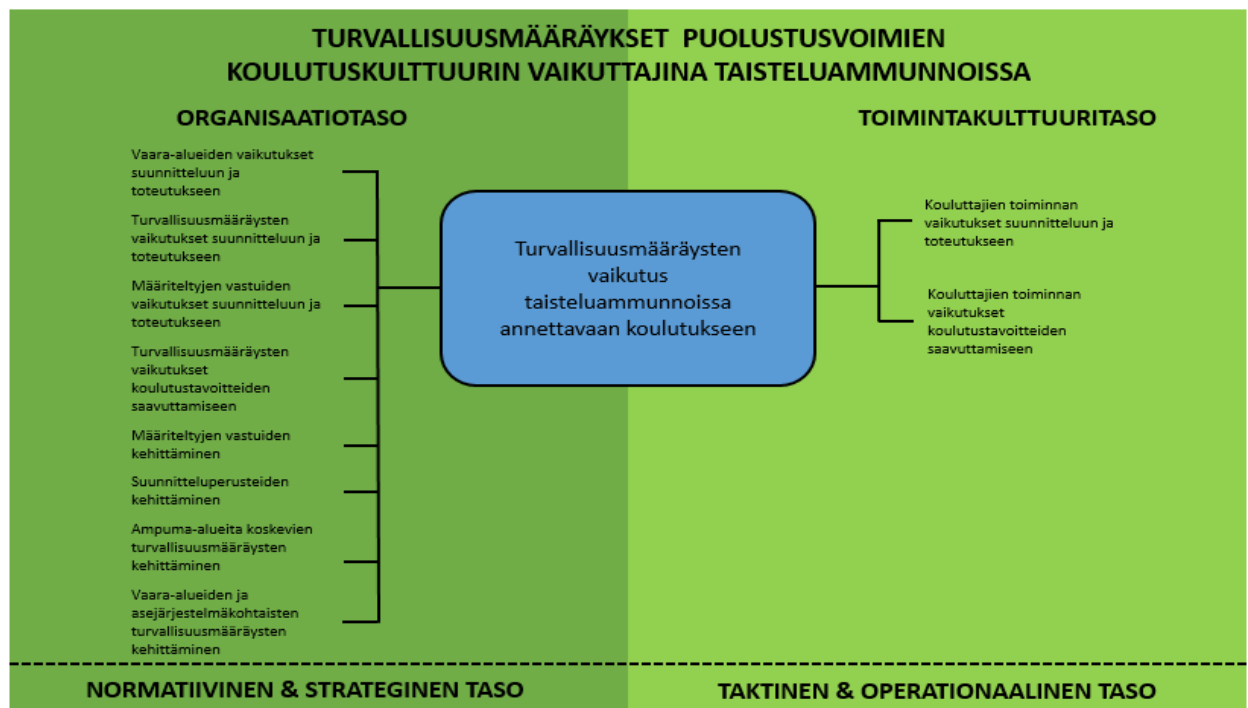 TURVALLISUUSMÄÄRÄYKSET PUOLUSTUSVOIMIEN
KOULUTUSKULTTUURIN VAIKUTTAJINA TAISTELUAMMUNNOISSA
ORGANISAATIOTASO
Vaara-alueiden vaikutukset
suunnitteluun ja
toteutukseen
Turvallisuusmääräysten
vaikutukset suunnitteluun ja
toteutukseen
Määriteltyjen vastuiden
vaikutukset suunnitteluun ja
toteutukseen
Turvallisuusmääräysten
vaikutukset
koulutustavoitteiden
saavuttamiseen
Määriteltyjen vastuiden
kehittäminen
Suunnitteluperusteiden
kehittäminen
Ampuma-alueita koskevien
turvallisuusmääräysten
kehittäminen
Vaara-alueiden ja
asejärjestelmäkohtaisten
turvallisuusmääräysten
kehittäminen
Turvallisuusmääräysten
vaikutus
taisteluammunnoissa
annettavaan koulutukseen
TOIMINTAKULTTUURITASO
Kouluttajien toiminnan
vaikutukset suunnitteluun ja
toteutukseen
Kouluttajien toiminnan
vaikutukset
koulutustavoitteiden
saavuttamiseen
NORMATIIVINEN & STRATEGINEN TASO
TAKTINEN & OPERATIONAALINEN TASO